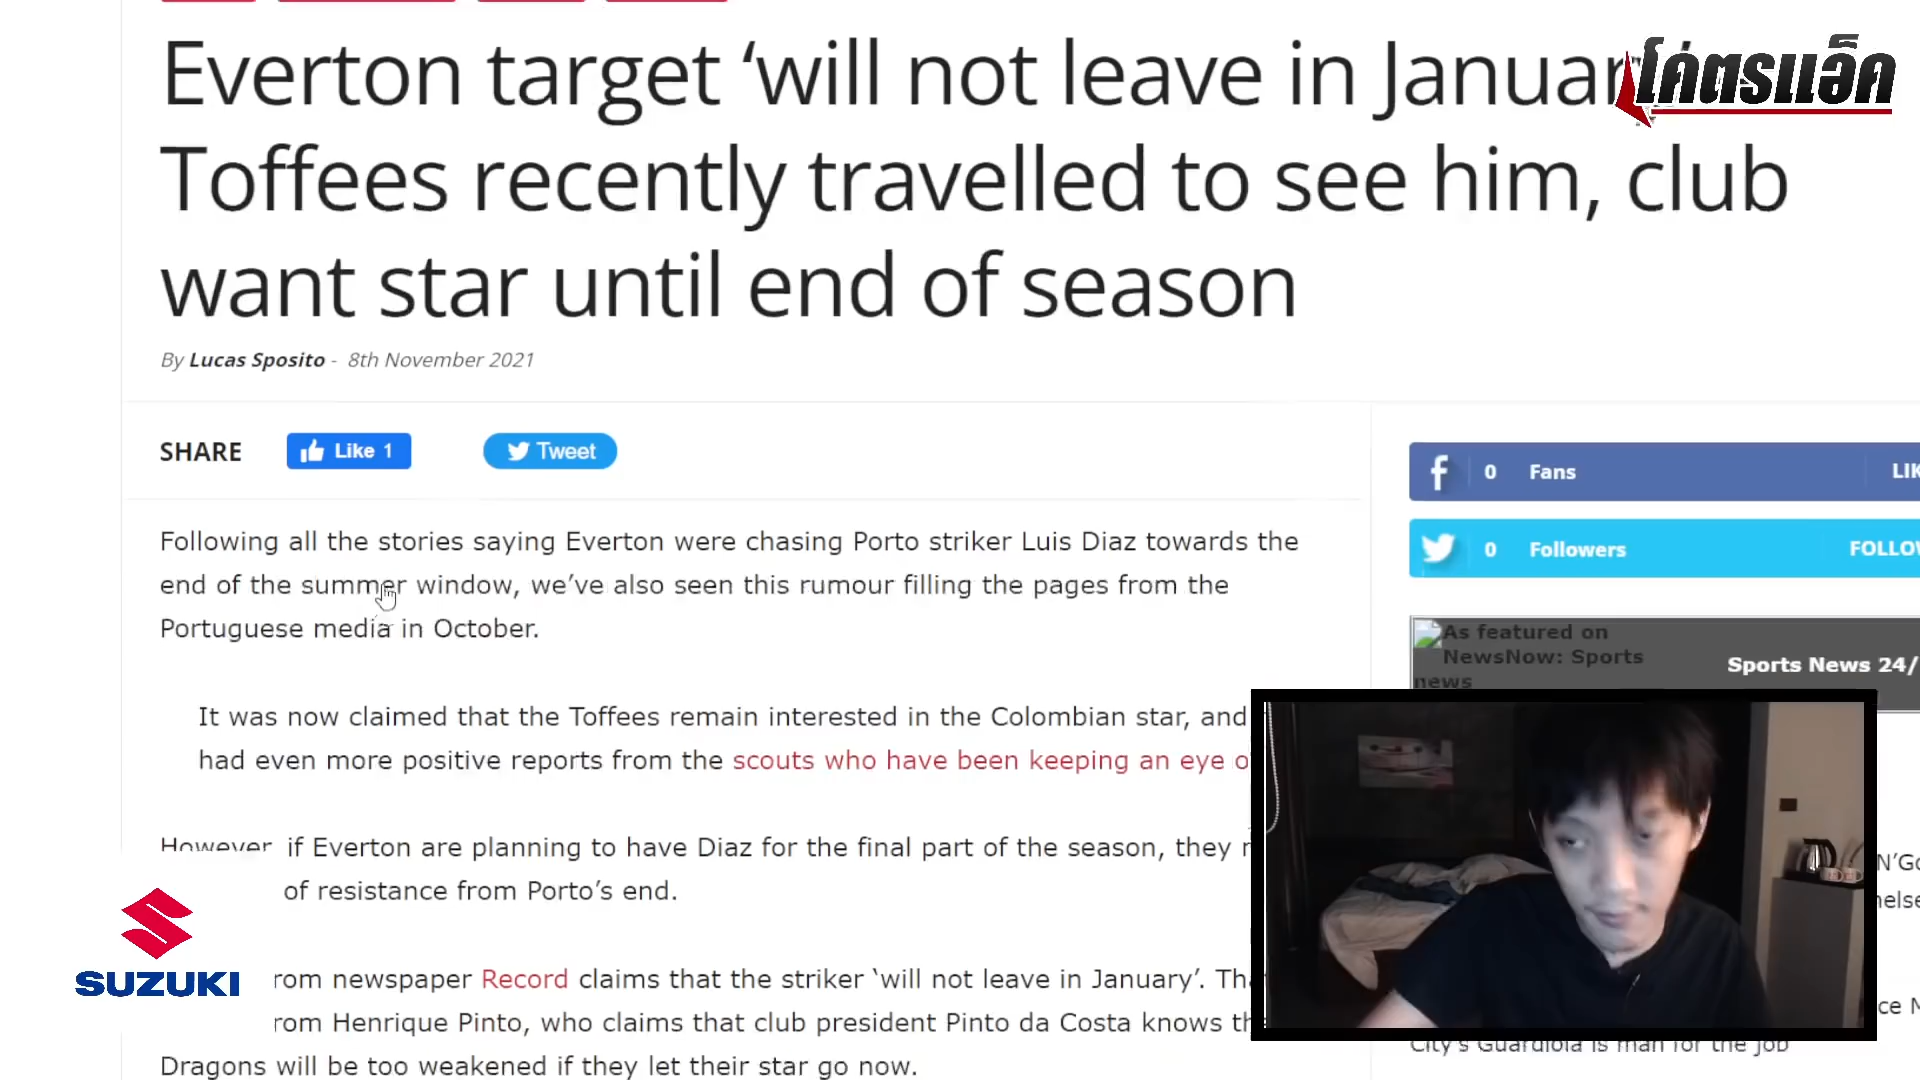 Everton target ‘will not leave in January
โคตรแอ็ค
Toffees recently travelled to see him, club
want star until end of season
By Lucas Sposito - 8th November 2021
SHARE
Like 1
Tweet
0 Fans
0 Followers
As featured on
NewsNow: Sports
news
Sports News 24/
Following all the stories saying Everton were chasing Porto striker Luis Diaz towards the
end of the summer window, we’ve also seen this rumour filling the pages from the
Portuguese media in October.
It was now claimed that the Toffees remain interested in the Colombian star, and
had even more positive reports from the scouts who have been keeping an eye
However, if Everton are planning to have Diaz for the final part of the season, they
of resistance from Porto’s end.
SUZUKI
newspaper Record claims that the striker ‘will not leave in January’.
Henrique Pinto, who claims that club president Pinto da Costa knows
Dragons will be too weakened if they let their star go now.
City’s Guardiola is man for the job